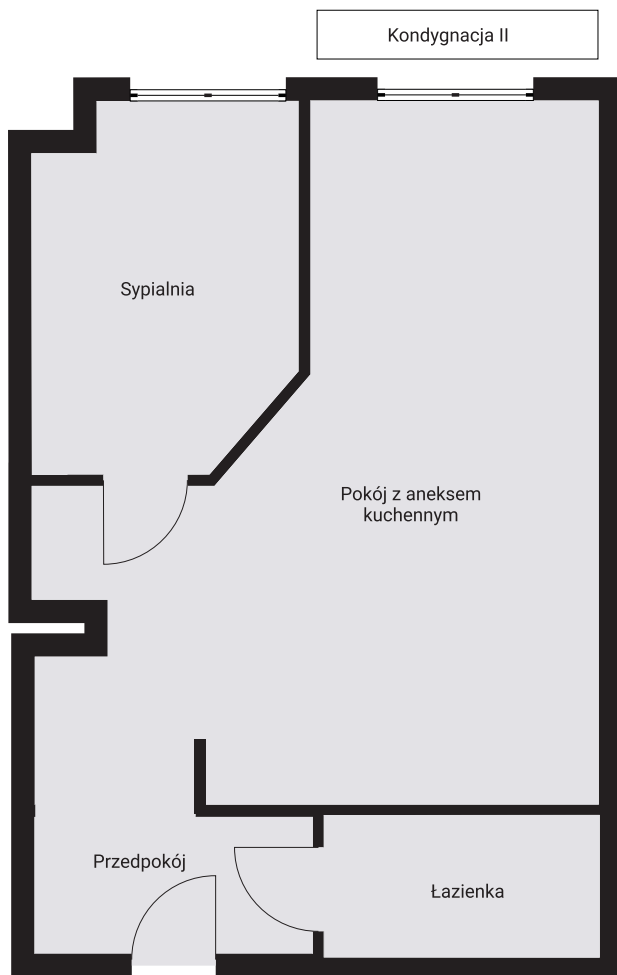 Kondygnacja II
Sypialnia
Pokój z aneksem
kuchennym
Przedpokój
Łazienka